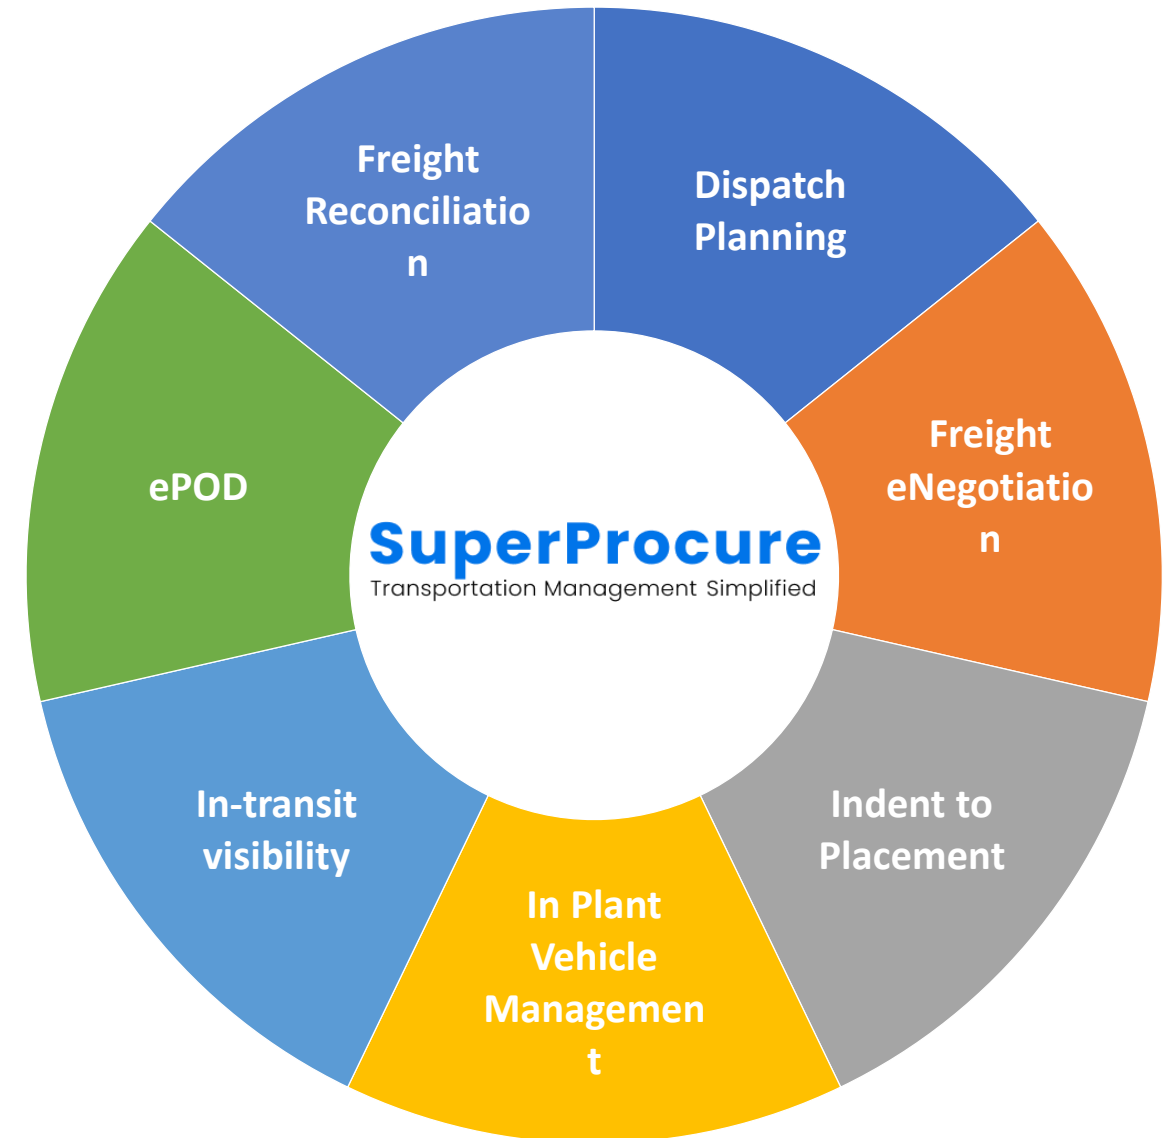 Freight
Reconciliatio
n
Dispatch
Planning
Freight
eNegotiatio
n
ePOD
SuperProcure
Transportation Management Simplified
In-transit
visibility
Indent to
Placement
In Plant
Vehicle
Managemen
t